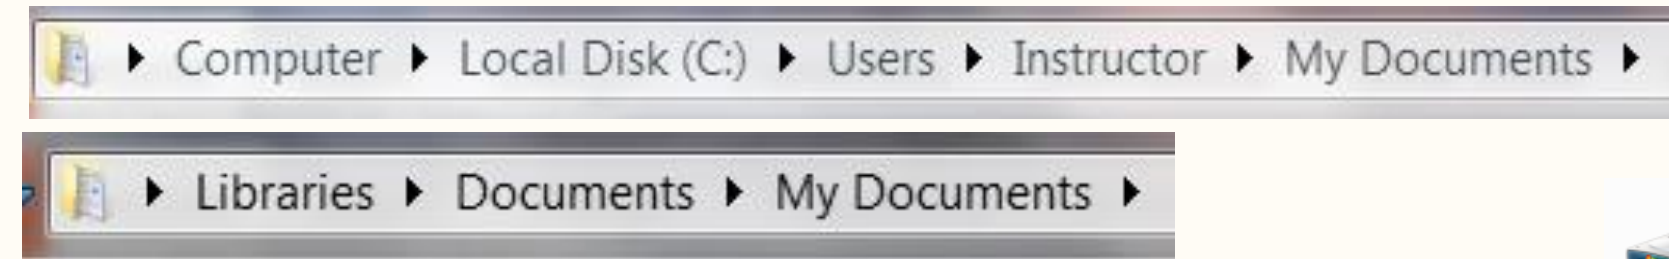 Computer ▸ Local Disk (C:) ▸ Users ▸ Instructor ▸ My Documents ▸
Libraries ▸ Documents ▸ My Documents ▸